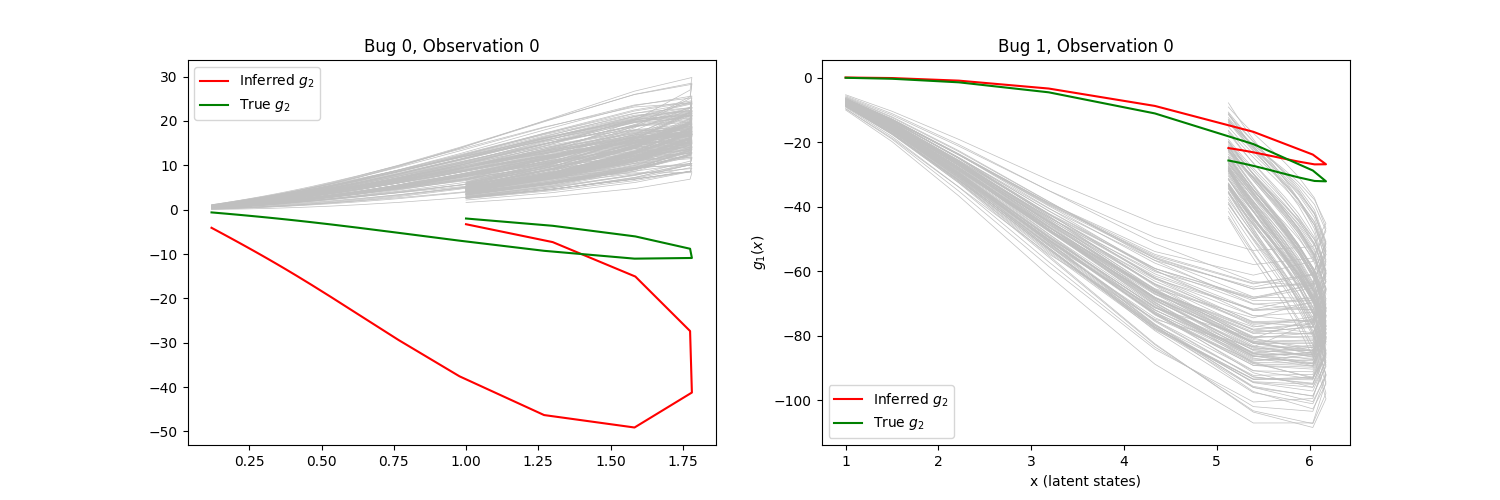 Bug 0, Observation 0
Inferred g₂
True g₂
30
20
10
0
−10
−20
−30
−40
−50
0.25 0.50 0.75 1.00 1.25 1.50 1.75
Bug 1, Observation 0
g₁(x)
0
−20
−40
−60
−80
−100
Inferred g₂
True g₂
1 2 3 4 5 6
x (latent states)